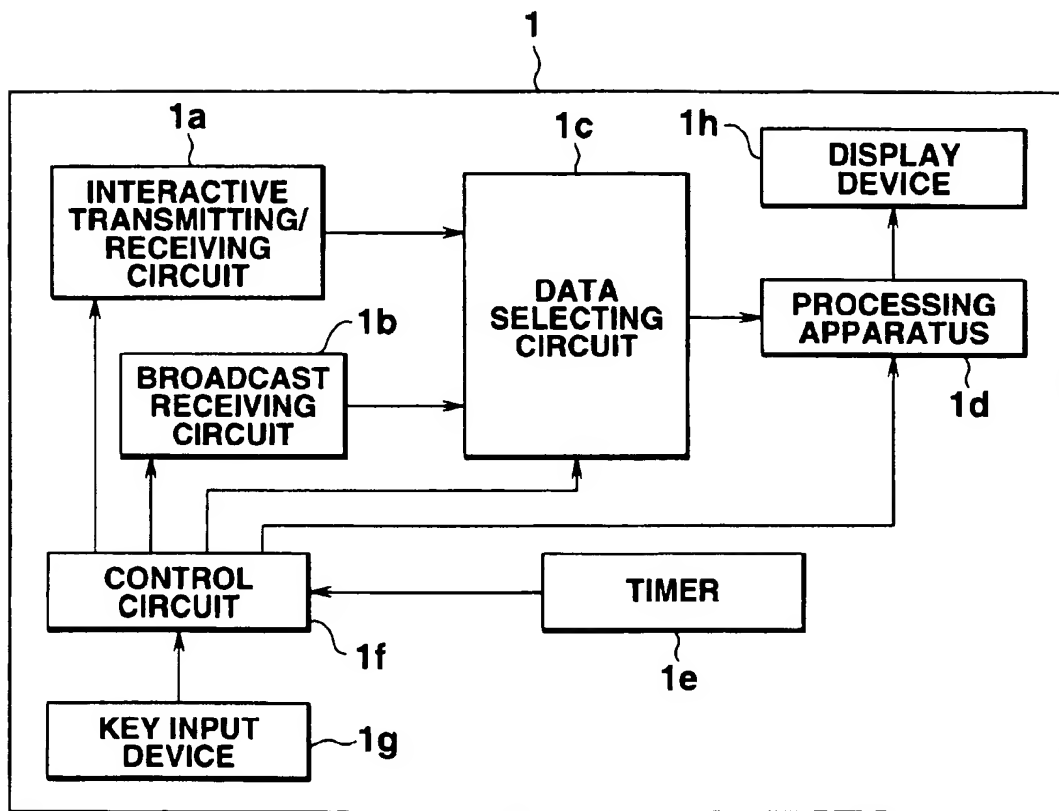 1
1a
INTERACTIVE
TRANSMITTING/
RECEIVING
CIRCUIT
1b
BROADCAST
RECEIVING
CIRCUIT
1c
DATA
SELECTING
CIRCUIT
1h
DISPLAY
DEVICE
PROCESSING
APPARATUS
1d
CONTROL
CIRCUIT
1f
TIMER
1e
KEY INPUT
DEVICE
1g